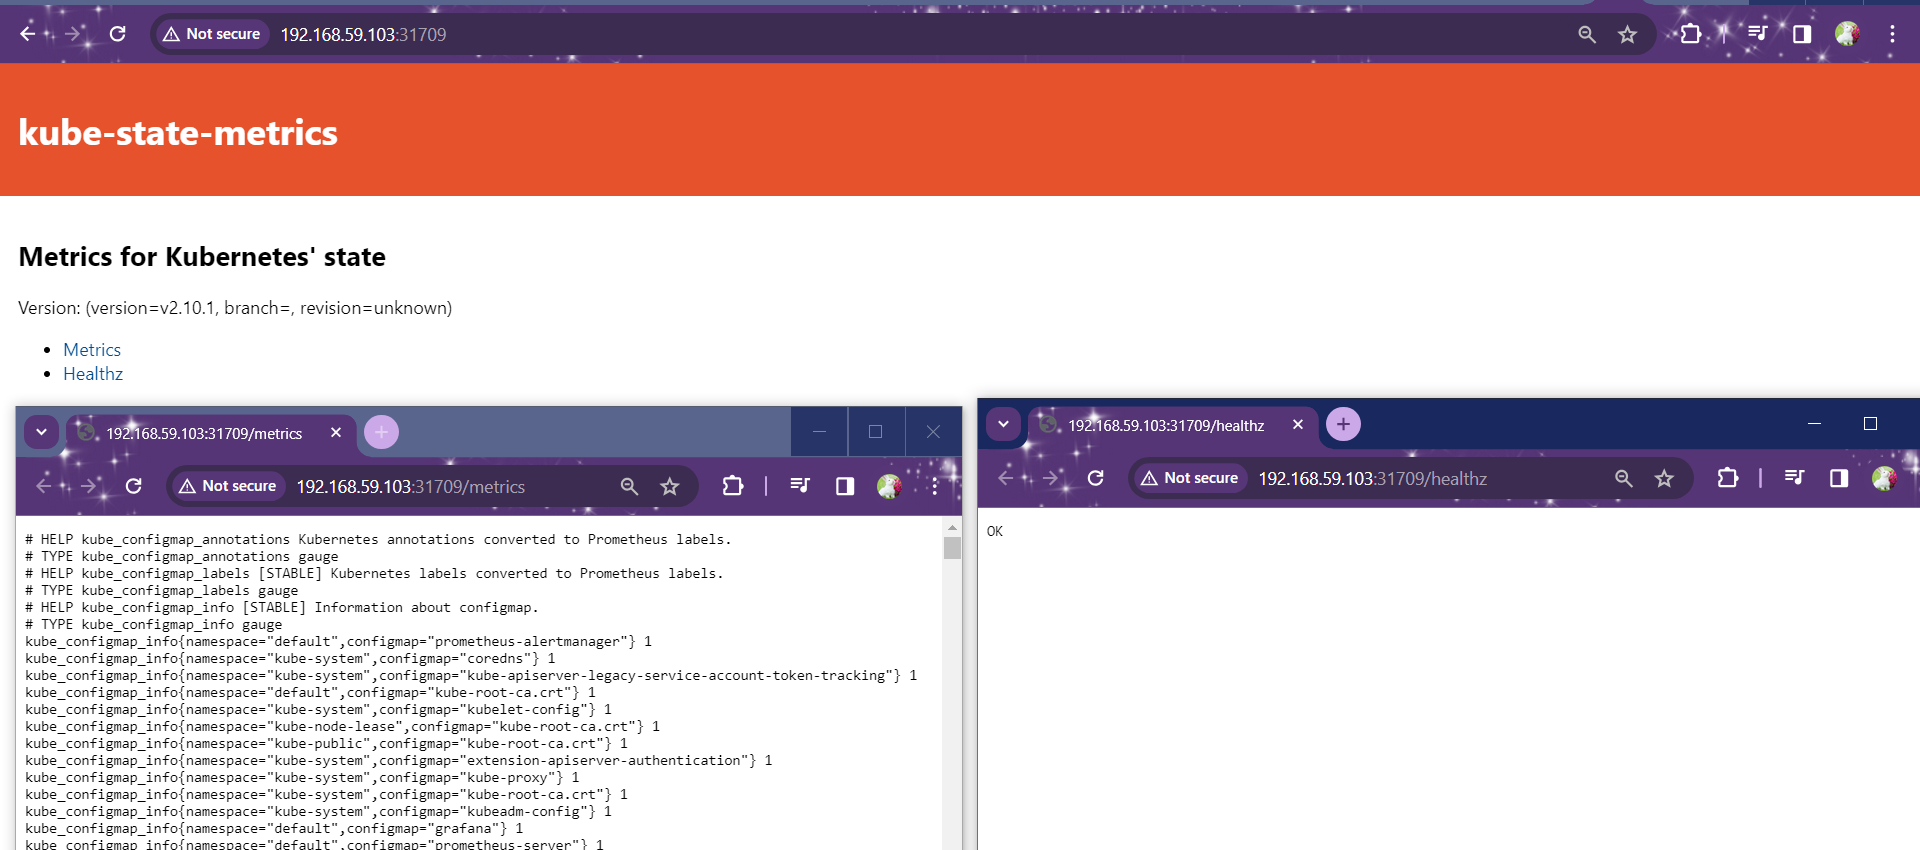 Not secure 192.168.59.103:31709
kube-state-metrics
Metrics for Kubernetes' state
Version: (version=v2.10.1, branch=, revision=unknown)
Metrics
Healthz
192.168.59.103:31709/metrics
Not secure 192.168.59.103:31709/metrics
# HELP kube_configmap_annotations Kubernetes annotations converted to Prometheus labels.
# TYPE kube_configmap_annotations gauge
# HELP kube_configmap_labels [STABLE] Kubernetes labels converted to Prometheus labels.
# TYPE kube_configmap_labels gauge
# HELP kube_configmap_info [STABLE] Information about configmap.
# TYPE kube_configmap_info gauge
kube_configmap_info{namespace="default",configmap="prometheus-alertmanager"} 1
kube_configmap_info{namespace="kube-system",configmap="coredns"} 1
kube_configmap_info{namespace="kube-system",configmap="kube-apiserver-legacy-service-account-token-tracking"} 1
kube_configmap_info{namespace="default",configmap="kube-root-ca.crt"} 1
kube_configmap_info{namespace="kube-system",configmap="kubelet-config"} 1
kube_configmap_info{namespace="kube-node-lease",configmap="kube-root-ca.crt"} 1
kube_configmap_info{namespace="kube-public",configmap="kube-root-ca.crt"} 1
kube_configmap_info{namespace="kube-system",configmap="extension-apiserver-authentication"} 1
kube_configmap_info{namespace="kube-system",configmap="kube-proxy"} 1
kube_configmap_info{namespace="kube-system",configmap="kube-root-ca.crt"} 1
kube_configmap_info{namespace="kube-system",configmap="kubeadm-config"} 1
kube_configmap_info{namespace="default",configmap="grafana"} 1
kube_configmap_info{namespace="default",configmap="prometheus-server"} 1
192.168.59.103:31709/healthz
Not secure 192.168.59.103:31709/healthz
OK